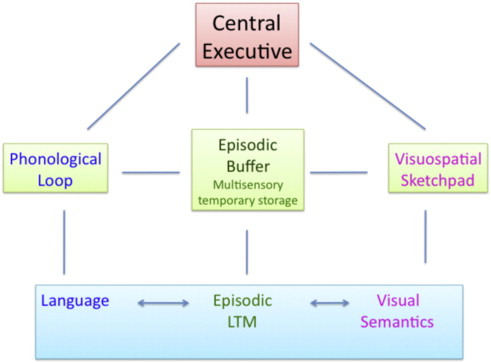 Central
Executive
Phonological
Loop
Episodic
Buffer
Multisensory
temporary storage
Visuospatial
Sketchpad
Language
Episodic
LTM
Visual
Semantics